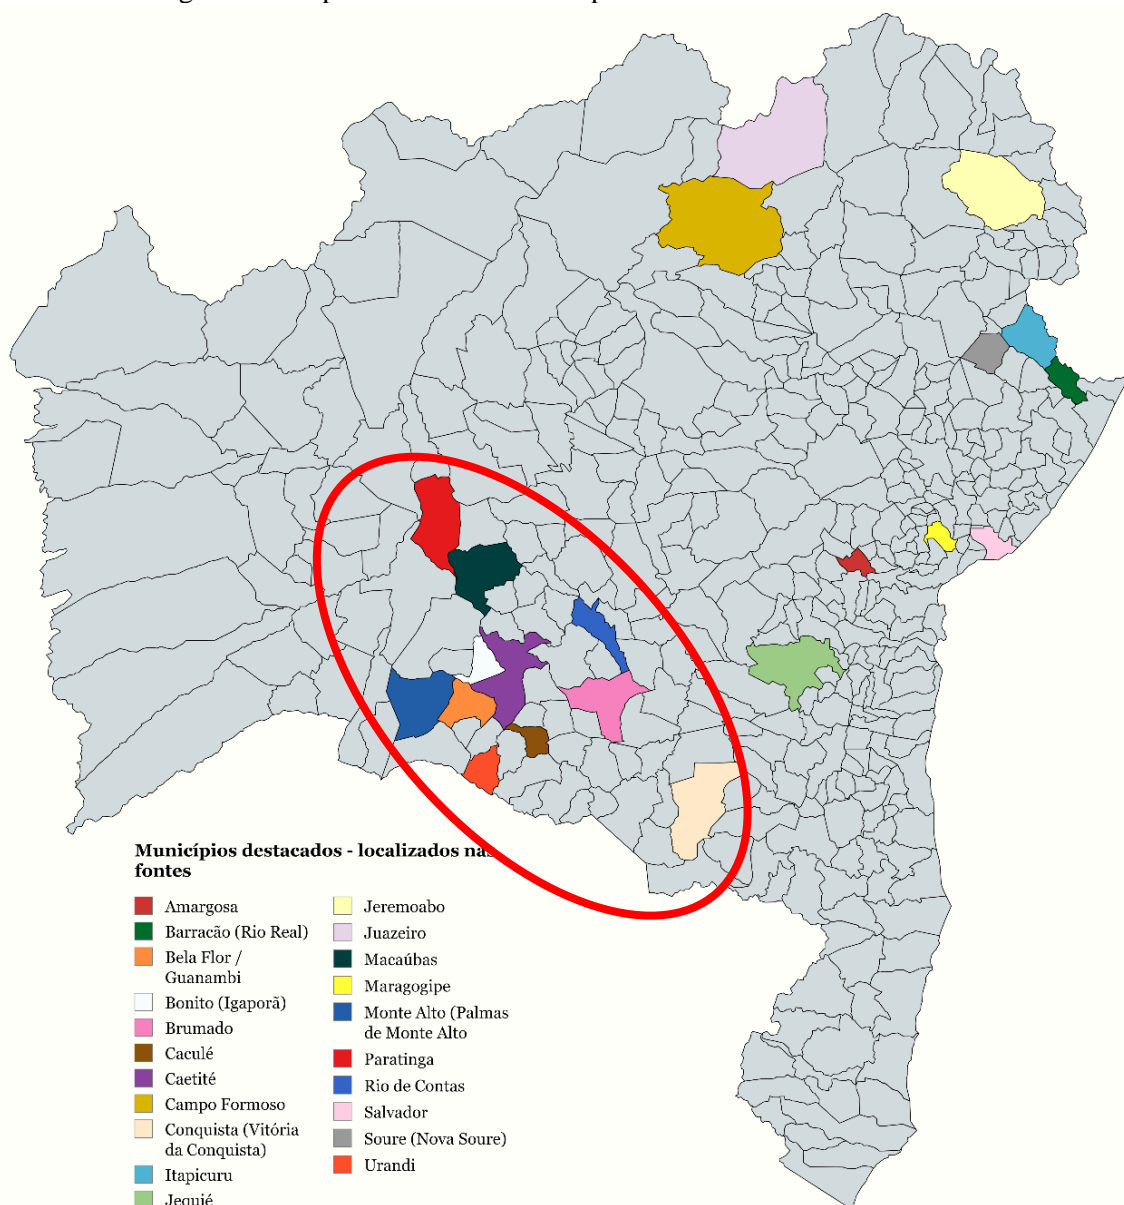 Municípios destacados - localizados nas
fontes
Amargosa
Barracão (Rio Real)
Bela Flor /
Guanambi
Bonito (Igaporã)
Brumado
Caculé
Caetité
Campo Formoso
Conquista (Vitória
da Conquista)
Itapicuru
Jequié
Jeremoabo
Juazeiro
Macaúbas
Maragogipe
Monte Alto (Palmas
de Monte Alto
Paratinga
Rio de Contas
Salvador
Soure (Nova Soure)
Urandi